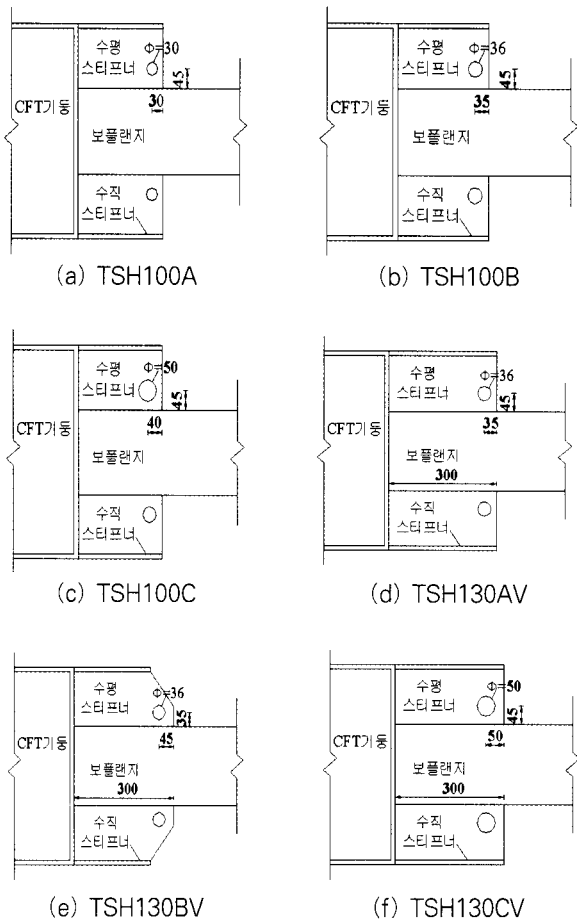 수평
스티프너
Φ=30
45
30
CFT기둥
보플랜지
수직
스티프너
(a) TSH100A
수평
스티프너
Φ=36
45
35
CFT기둥
보플랜지
수직
스티프너
(b) TSH100B
수평
스티프너
Φ=50
45
40
CFT기둥
보플랜지
수직
스티프너
(c) TSH100C
수평
스티프너
Φ=36
45
35
CFT기둥
보플랜지
300
수직
스티프너
(d) TSH130AV
수평
스티프너
Φ=36
35
45
CFT기둥
보플랜지
300
수직
스티프너
(e) TSH130BV
수평
스티프너
Φ=50
45
50
CFT기둥
보플랜지
300
수직
스티프너
(f) TSH130CV